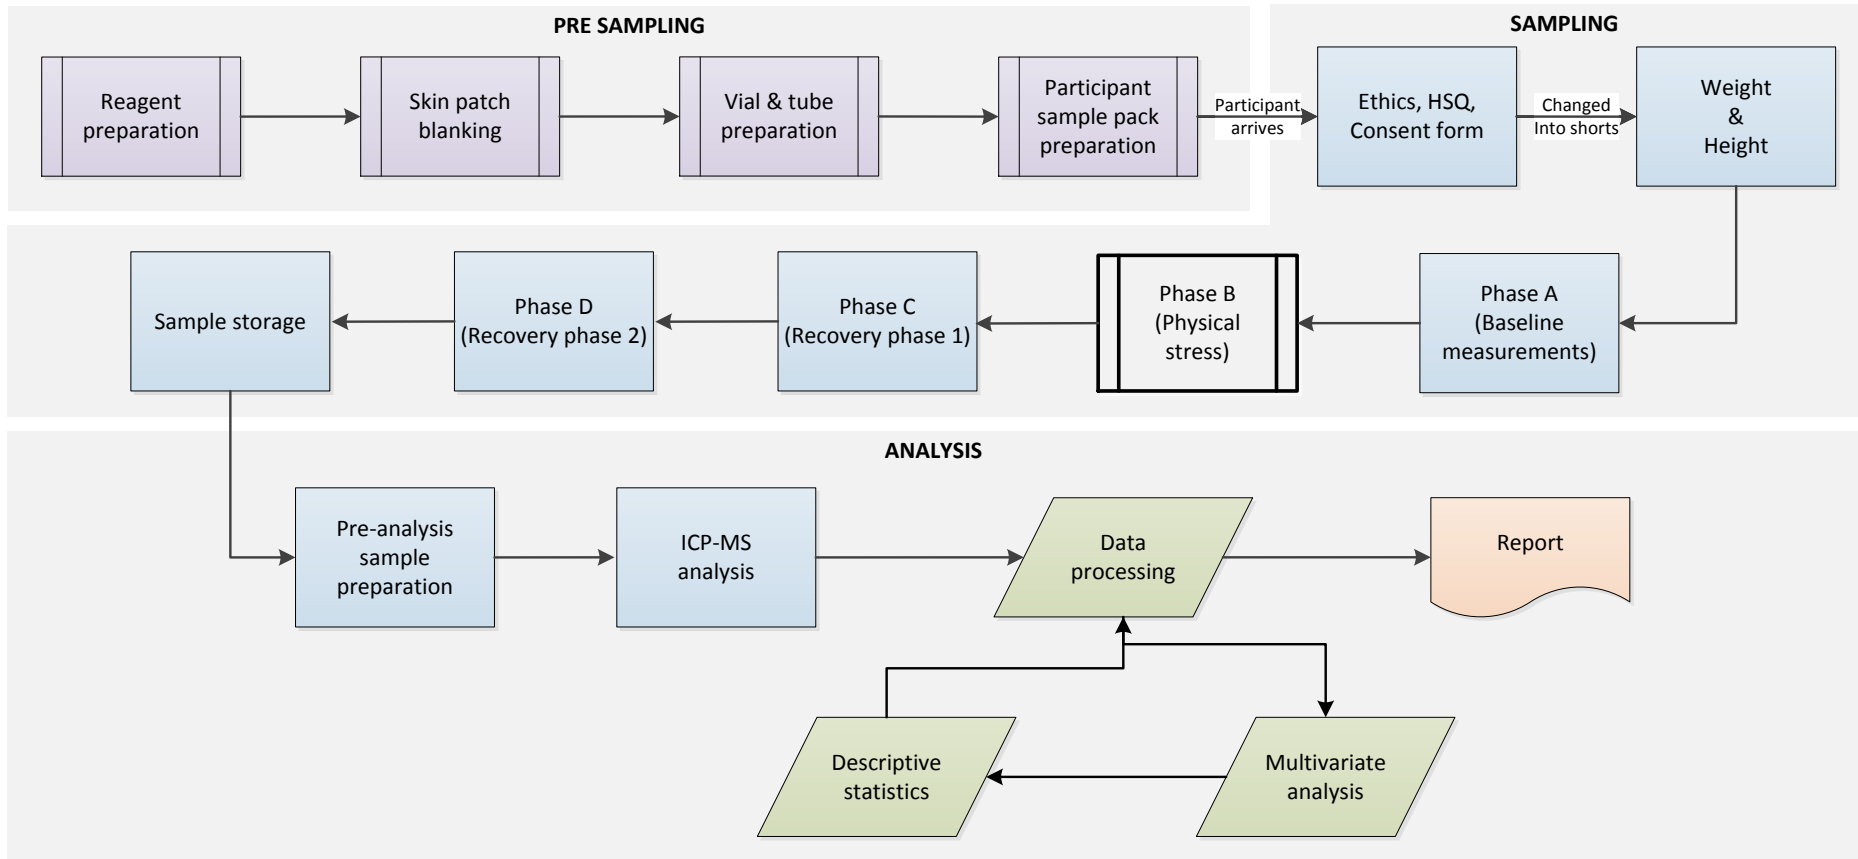 PRE SAMPLING
SAMPLING
Reagent
preparation
Skin patch
blanking
Vial & tube
preparation
Participant
sample pack
preparation
Participant
arrives
Ethics, HSQ,
Consent form
Changed
Into shorts
Weight
&
Height
Sample storage
Phase D
(Recovery phase 2)
Phase C
(Recovery phase 1)
Phase B
(Physical
stress)
Phase A
(Baseline
measurements)
ANALYSIS
Pre-analysis
sample
preparation
ICP-MS
analysis
Data
processing
Report
Descriptive
statistics
Multivariate
analysis